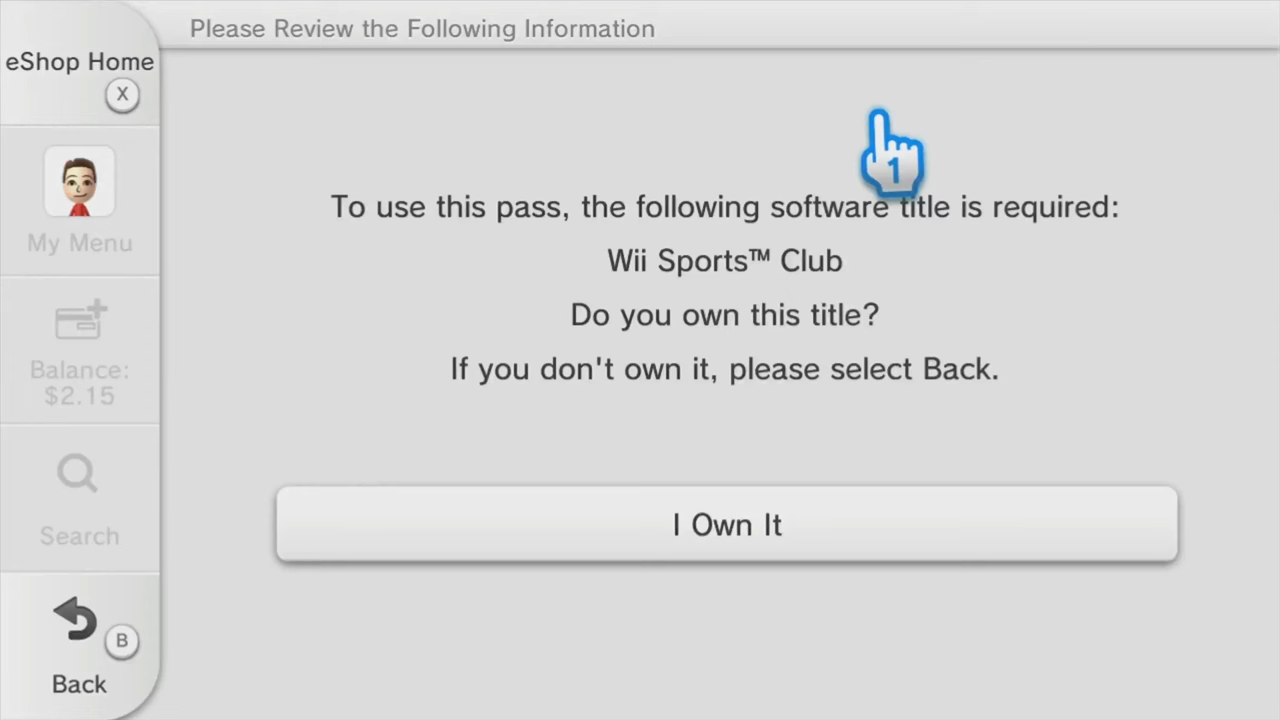 Please Review the Following Information
eShop Home
X
My Menu
Balance:
$2.15
Search
B
Back
1
To use this pass, the following software title is required:
Wii Sports™ Club
Do you own this title?
If you don't own it, please select Back.
I Own It